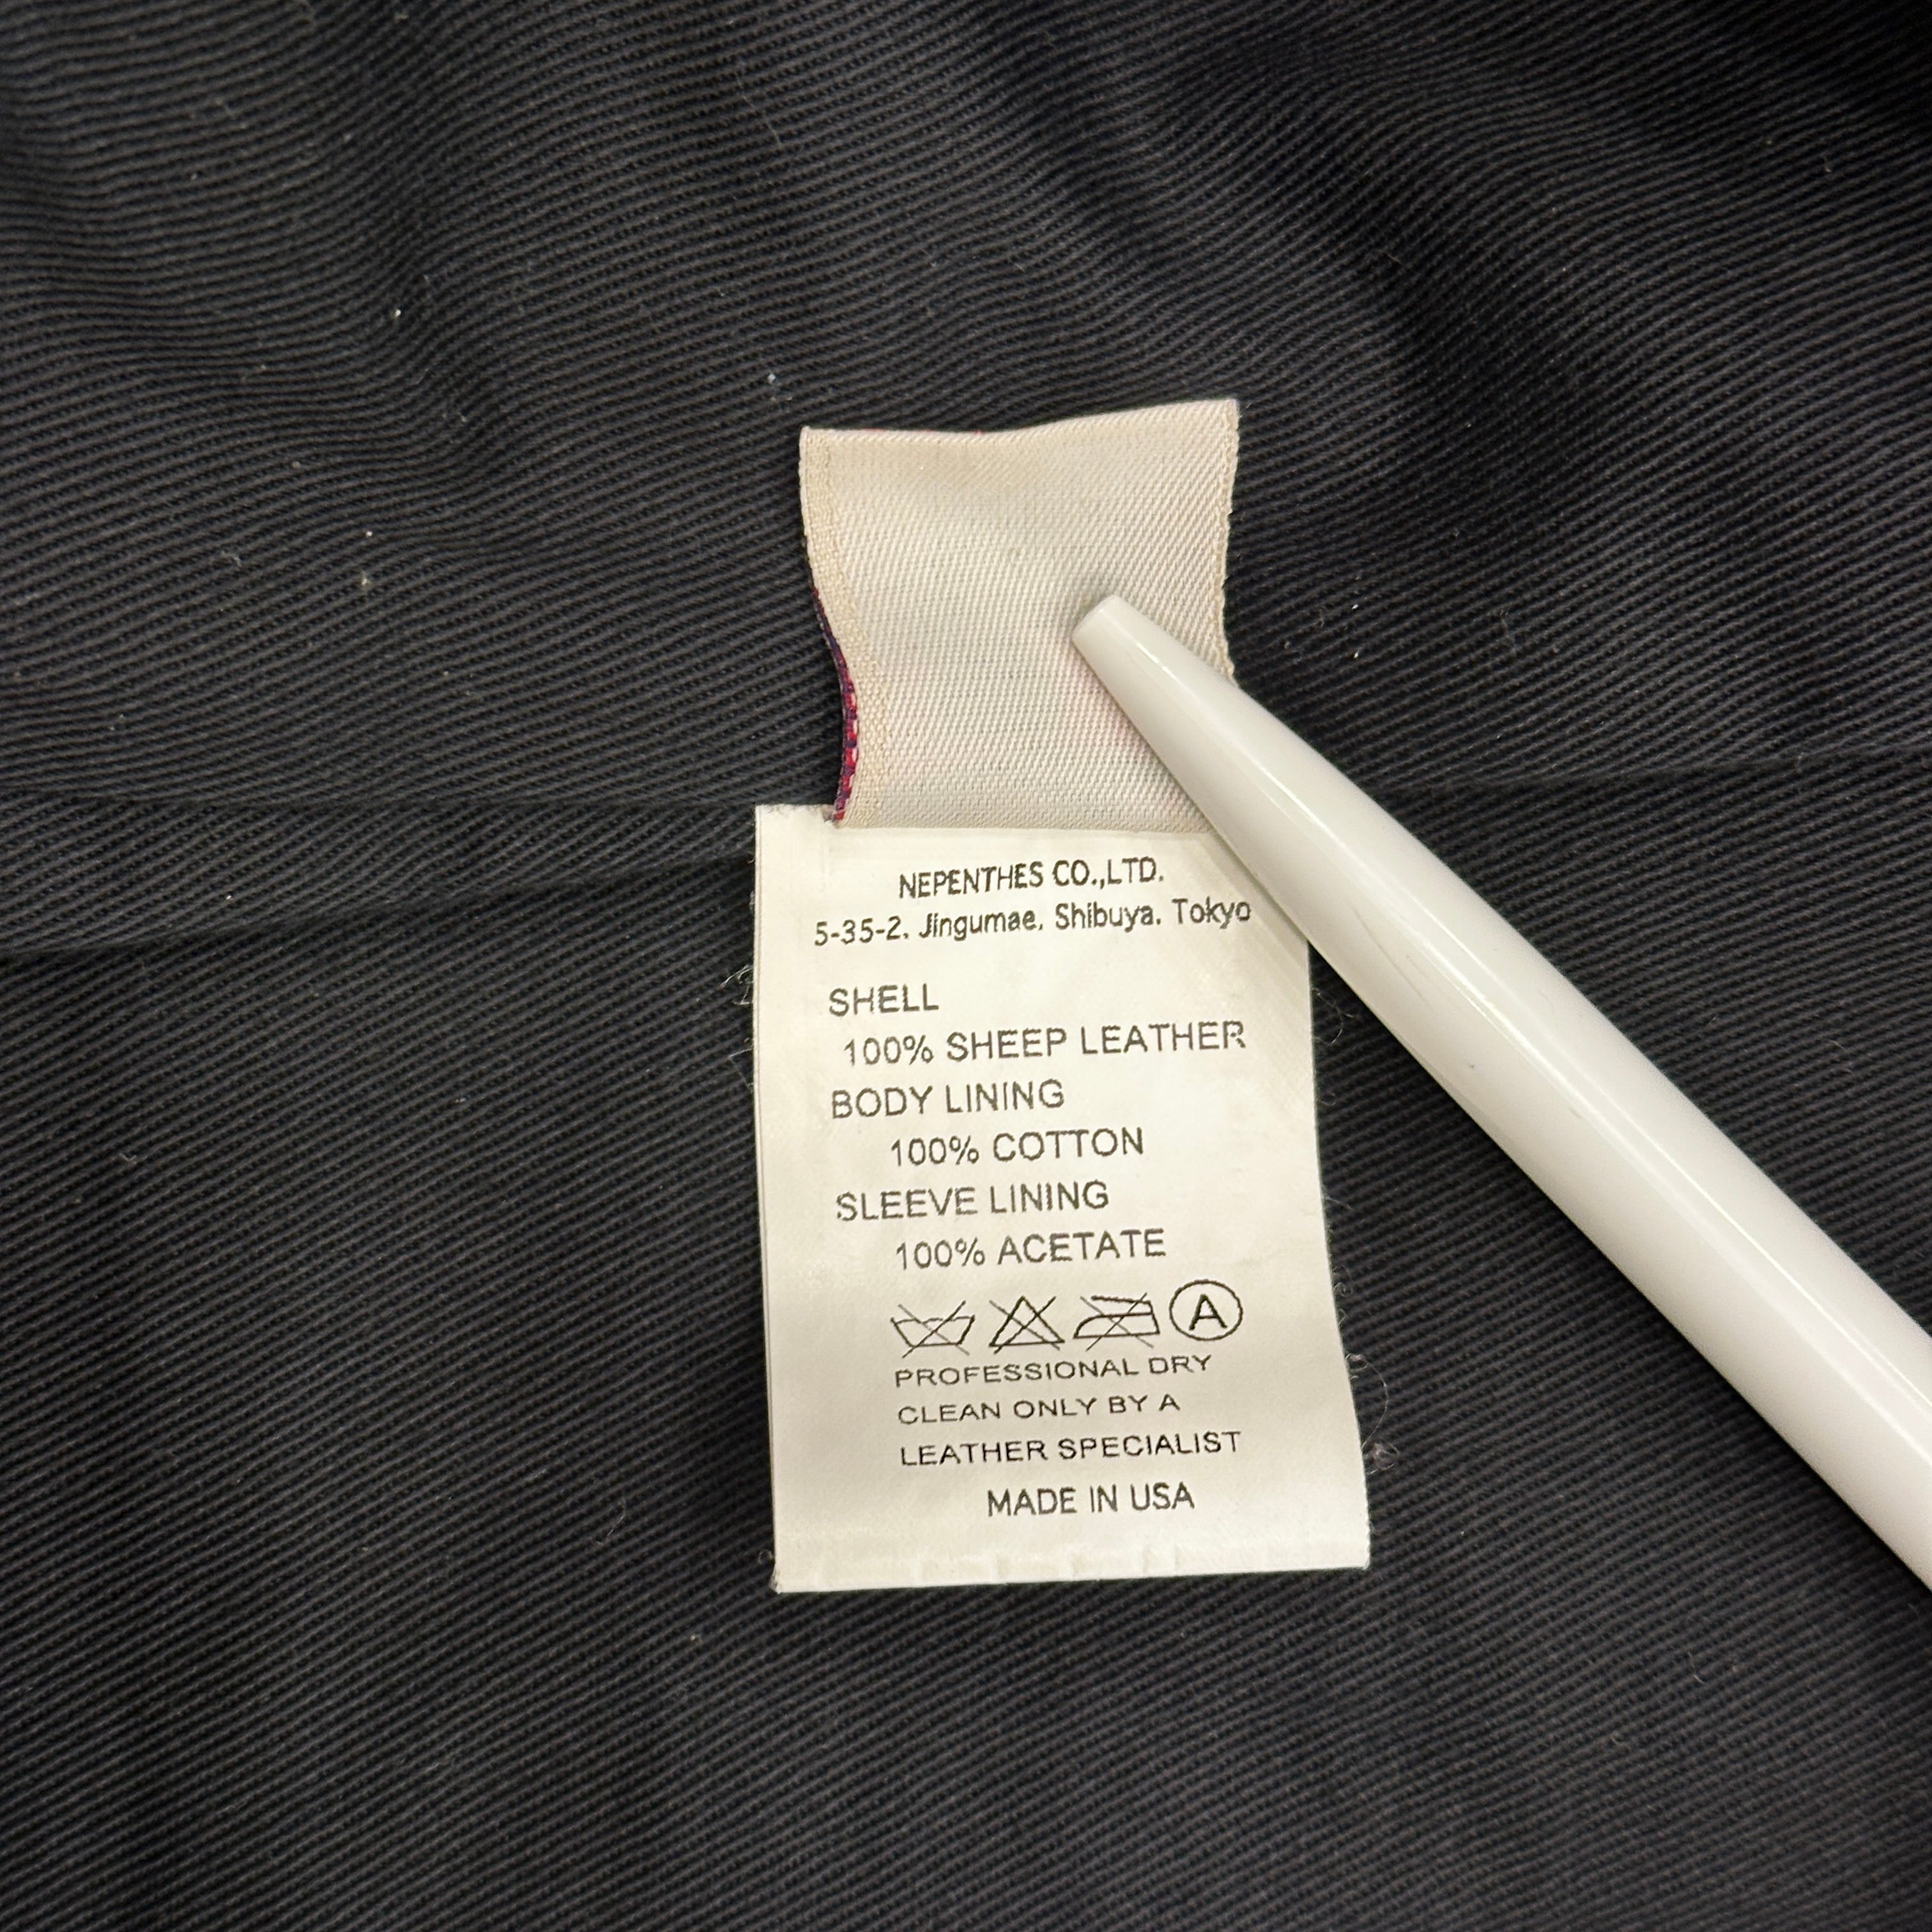 NEPENTHES CO.,LTD.
5-35-2. Jingumae. Shibuya. Tokyo
SHELL
100% SHEEP LEATHER
BODY LINING
100% COTTON
SLEEVE LINING
100% ACETATE
A
PROFESSIONAL DRY
CLEAN ONLY BY A
LEATHER SPECIALIST
MADE IN USA